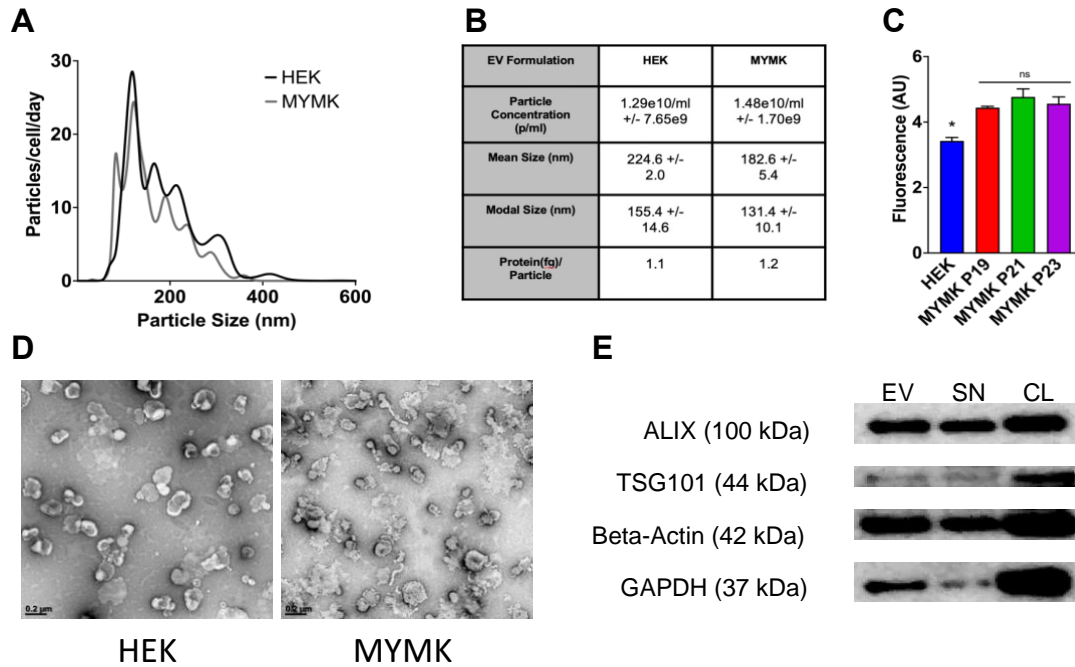 A
30
20
10
0
Particles/cell/day
HEK
MYMK
200
400
600
Particle Size (nm)
B
EV Formulation
HEK
MYMK
Particle
Concentration
(p/ml)
1.29e10/ml
+/- 7.65e9
1.48e10/ml
+/- 1.70e9
Mean Size (nm)
224.6 +/-
2.0
182.6 +/-
5.4
Modal Size (nm)
155.4 +/-
14.6
131.4 +/-
10.1
Protein(fg)/
Particle
1.1
1.2
C
6
4
2
0
Fluorescence (AU)
*
ns
HEK
MYMK P19
MYMK P21
MYMK P23
D
0.2 µm
0.2 µm
HEK
MYMK
E
EV SN CL
ALIX (100 kDa)
TSG101 (44 kDa)
Beta-Actin (42 kDa)
GAPDH (37 kDa)